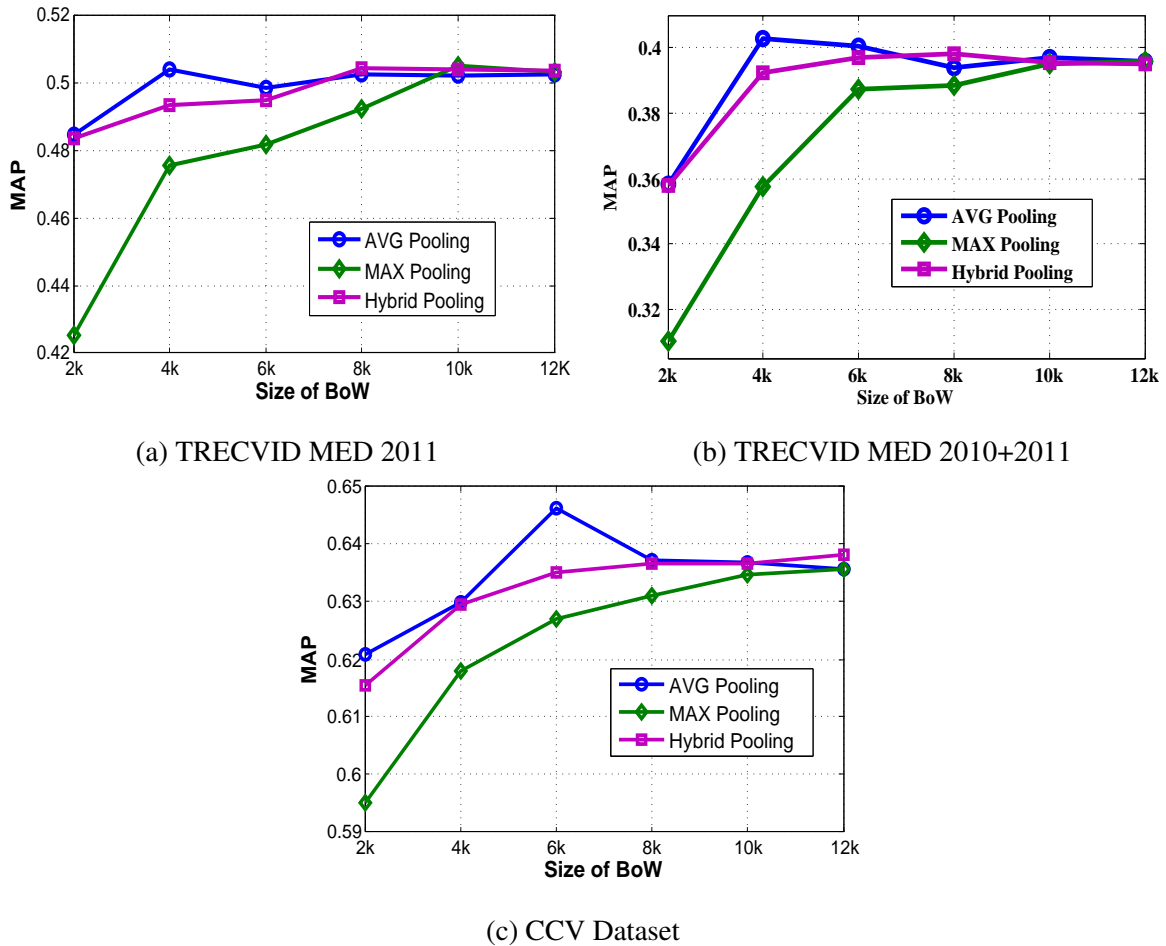 0.52
0.5
0.48
0.46
0.44
0.42
MAP
AVG Pooling
MAX Pooling
Hybrid Pooling
2k 4k 6k 8k 10k 12K
Size of BoW
(a) TRECVID MED 2011
0.4
0.38
0.36
0.34
0.32
MAP
AVG Pooling
MAX Pooling
Hybrid Pooling
2k 4k 6k 8k 10k 12k
Size of BoW
(b) TRECVID MED 2010+2011
0.65
0.64
0.63
0.62
0.61
0.6
0.59
MAP
AVG Pooling
MAX Pooling
Hybrid Pooling
2k 4k 6k 8k 10k 12k
Size of BoW
(c) CCV Dataset